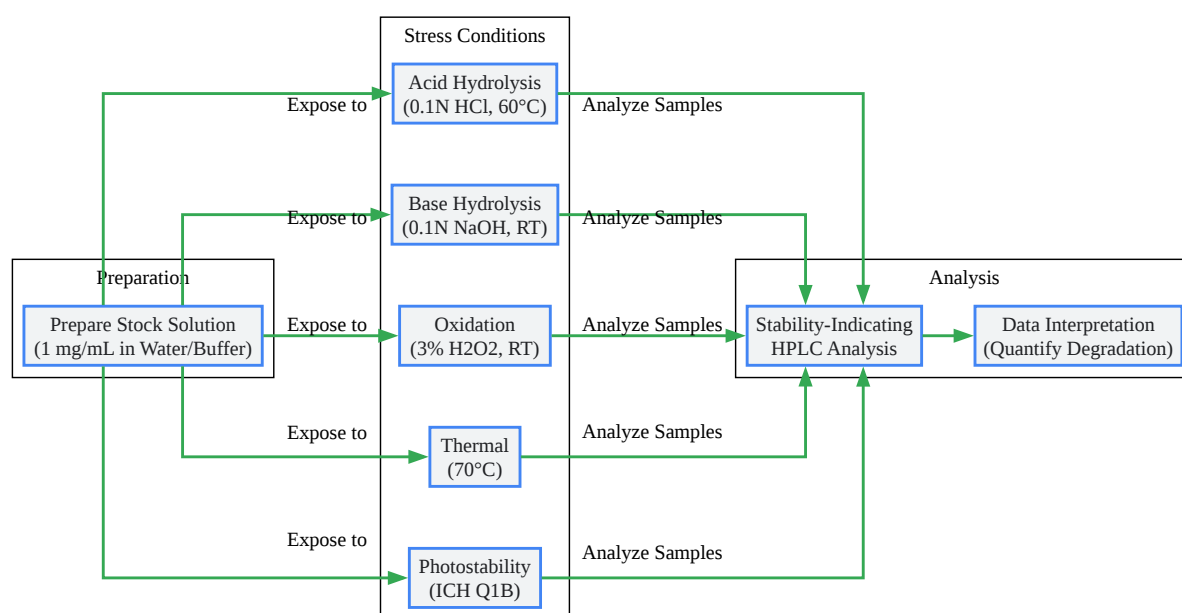 Stress Conditions
Acid Hydrolysis
(0.1N HCl, 60°C)
Expose to
Analyze Samples
Base Hydrolysis
(0.1N NaOH, RT)
Expose to
Analyze Samples
Preparation
Prepare Stock Solution
(1 mg/mL in Water/Buffer)
Expose to
Oxidation
(3% H2O2, RT)
Analyze Samples
Analysis
Stability-Indicating
HPLC Analysis
Data Interpretation
(Quantify Degradation)
Expose to
Thermal
(70°C)
Analyze Samples
Expose to
Photostability
(ICH Q1B)
Analyze Samples